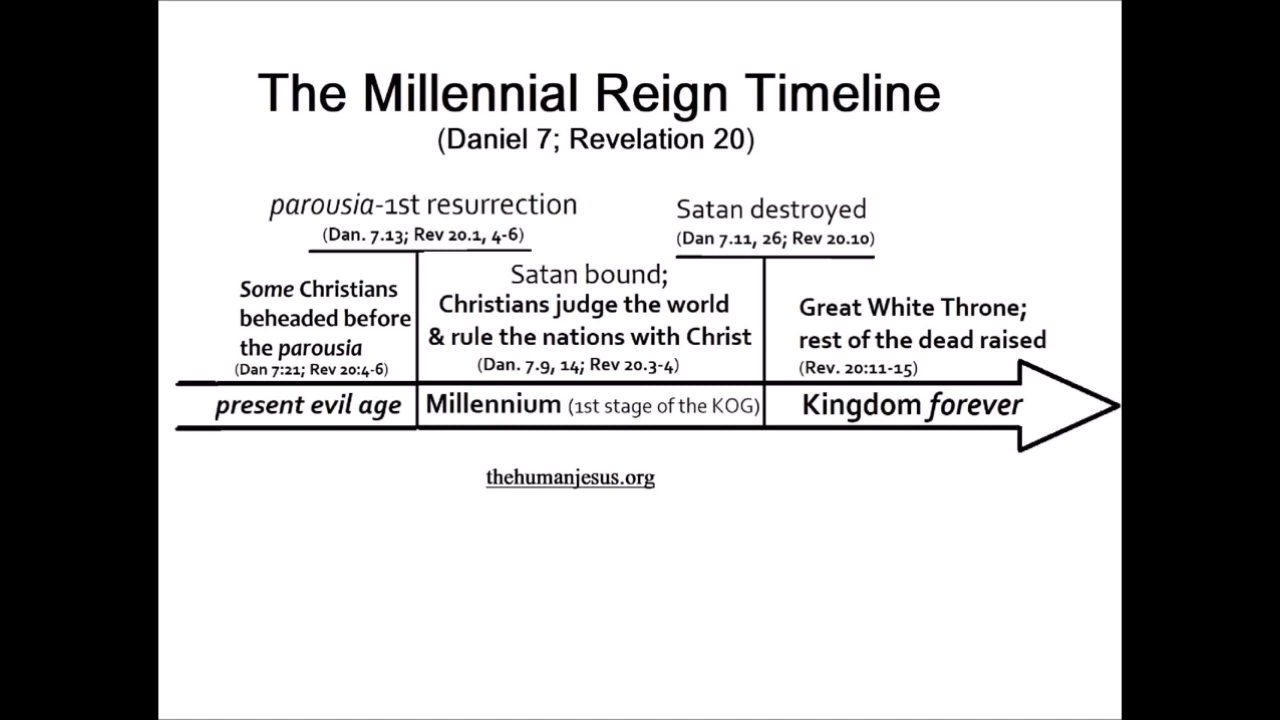 The Millennial Reign Timeline
(Daniel 7; Revelation 20)
parousia-1st resurrection
(Dan. 7.13; Rev 20.1, 4-6)
Satan destroyed
(Dan 7.11, 26; Rev 20.10)
Some Christians
beheaded before
the parousia
(Dan 7:21; Rev 20:4-6)
Satan bound;
Christians judge the world
& rule the nations with Christ
(Dan. 7.9, 14; Rev 20.3-4)
Great White Throne;
rest of the dead raised
(Rev. 20:11-15)
present evil age
Millennium (1st stage of the KOG)
Kingdom forever
thehumanjesus.org